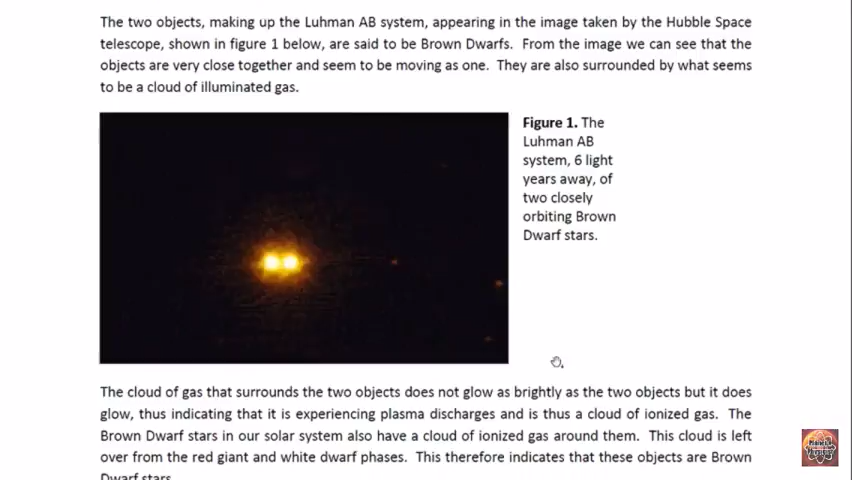 The two objects, making up the Luhman AB system, appearing in the image taken by the Hubble Space
telescope, shown in figure 1 below, are said to be Brown Dwarfs. From the image we can see that the
objects are very close together and seem to be moving as one. They are also surrounded by what seems
to be a cloud of illuminated gas.
Figure 1. The
Luhman AB
system, 6 light
years away, of
two closely
orbiting Brown
Dwarf stars.
The cloud of gas that surrounds the two objects does not glow as brightly as the two objects but it does
glow, thus indicating that it is experiencing plasma discharges and is thus a cloud of ionized gas. The
Brown Dwarf stars in our solar system also have a cloud of ionized gas around them. This cloud is left
over from the red giant and white dwarf phases. This therefore indicates that these objects are Brown
Dwarf stars.